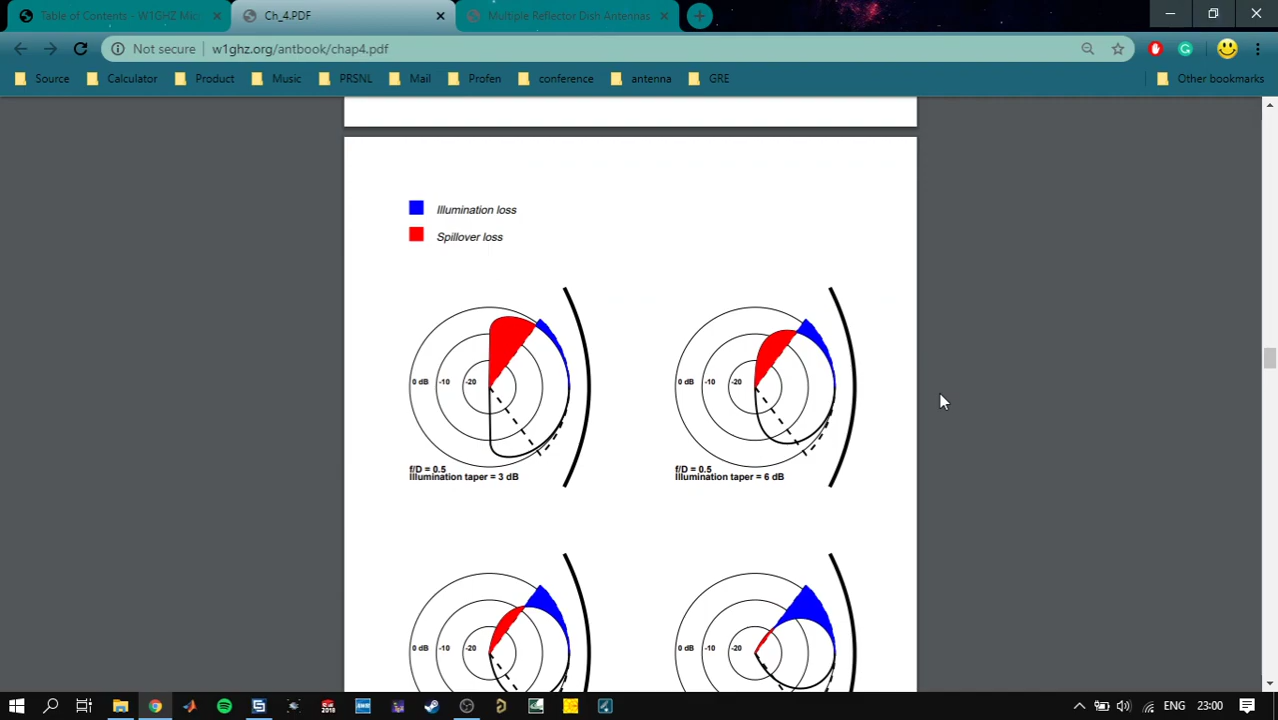 Table of Contents - W1GHZ Mic
Ch_4.PDF
Multiple Reflector Dish Antennas
Not secure
w1ghz.org/antbook/chap4.pdf
Source
Calculator
Product
Music
PRSNL
Mail
Profen
conference
antenna
GRE
Other bookmarks
Illumination loss
Spillover loss
0 dB -10 -20
0 dB -10 -20
f/D = 0.5
Illumination taper = 3 dB
f/D = 0.5
Illumination taper = 6 dB
0 dB -10 -20
0 dB -10 -20
ENG 23:00